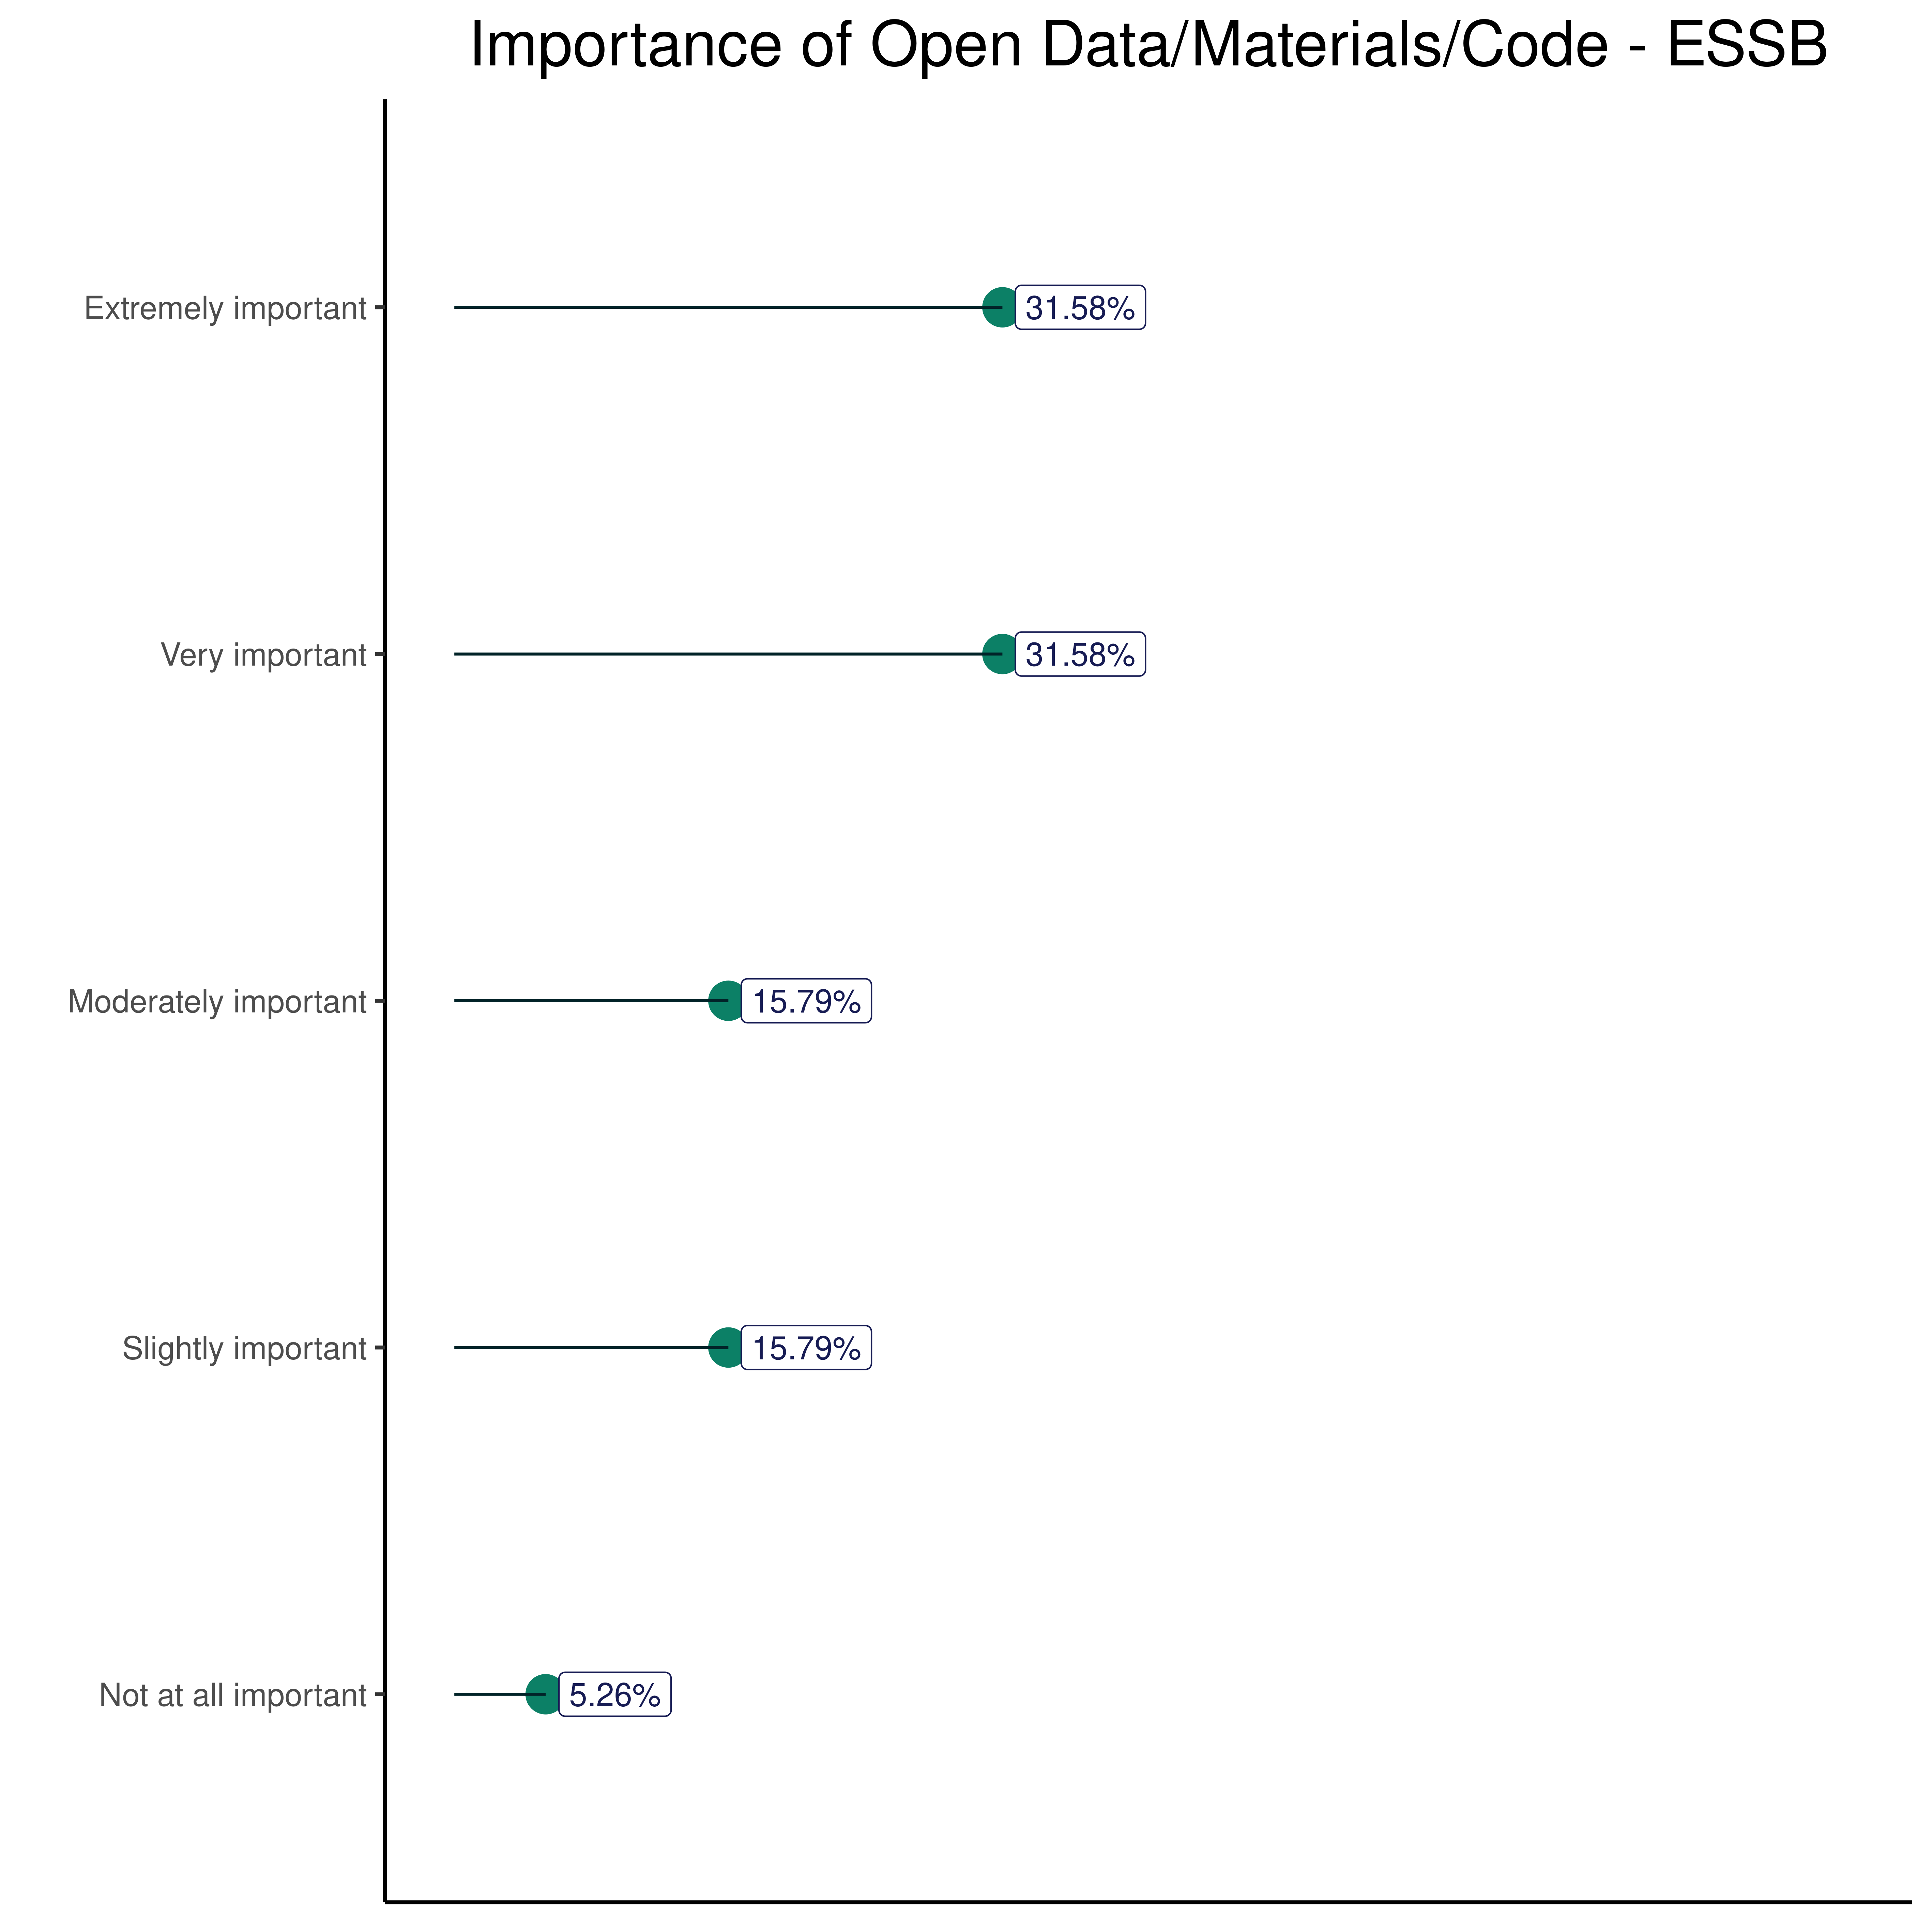 Importance of Open Data/Materials/Code - ESSB
Extremely important
31.58%
Very important
31.58%
Moderately important
15.79%
Slightly important
15.79%
Not at all important
5.26%